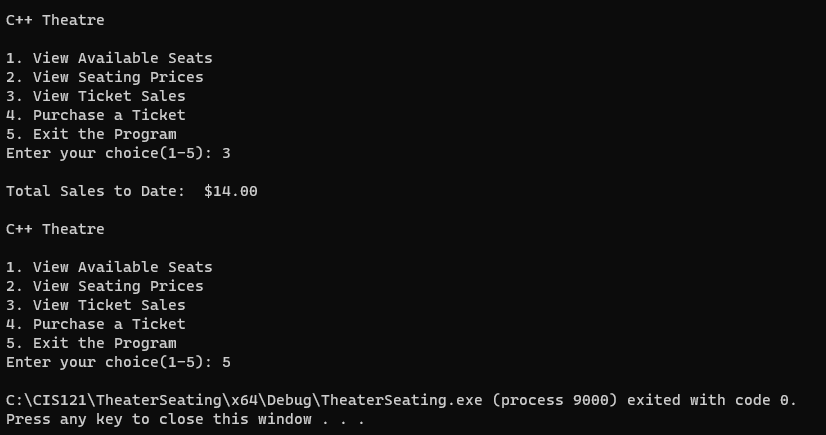 C++ Theatre
1. View Available Seats
2. View Seating Prices
3. View Ticket Sales
4. Purchase a Ticket
5. Exit the Program
Enter your choice(1-5): 3
Total Sales to Date:  $14.00
C++ Theatre
1. View Available Seats
2. View Seating Prices
3. View Ticket Sales
4. Purchase a Ticket
5. Exit the Program
Enter your choice(1-5): 5
C:\CIS121\TheaterSeating\x64\Debug\TheaterSeating.exe (process 9000) exited with code 0.
Press any key to close this window . . .